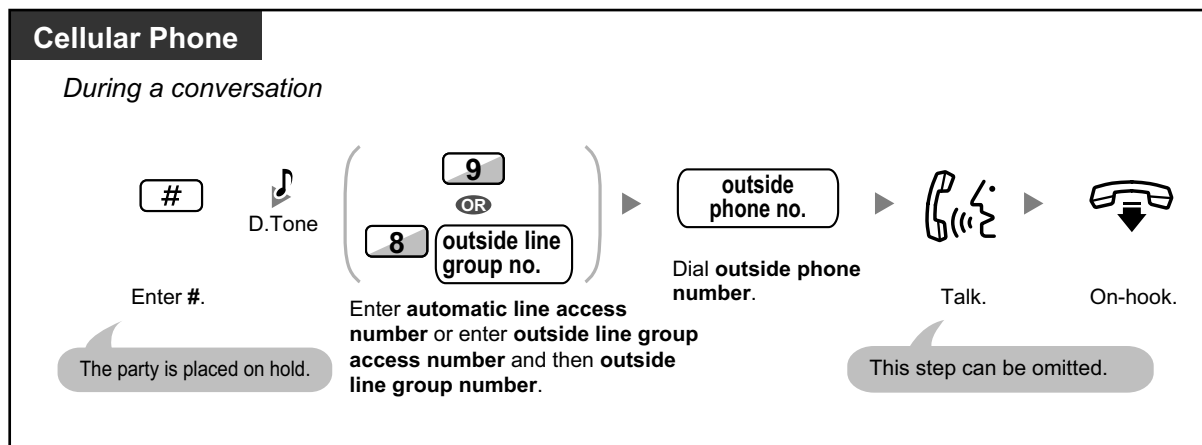 Cellular Phone
During a conversation
#
D.Tone
9
OR
8
outside line
group no.
outside
phone no.
Enter #.
The party is placed on hold.
Enter automatic line access
number or enter outside line group
access number and then outside
line group number.
Dial outside phone
number.
Talk.
This step can be omitted.
On-hook.